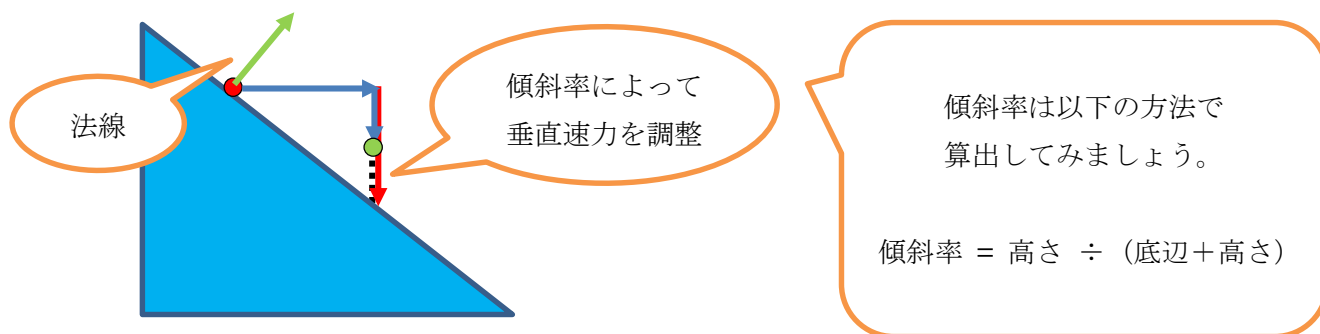 法線
傾斜率によって
垂直速力を調整
傾斜率は以下の方法で
算出してみましょう。
傾斜率 = 高さ ÷ (底辺+高さ)